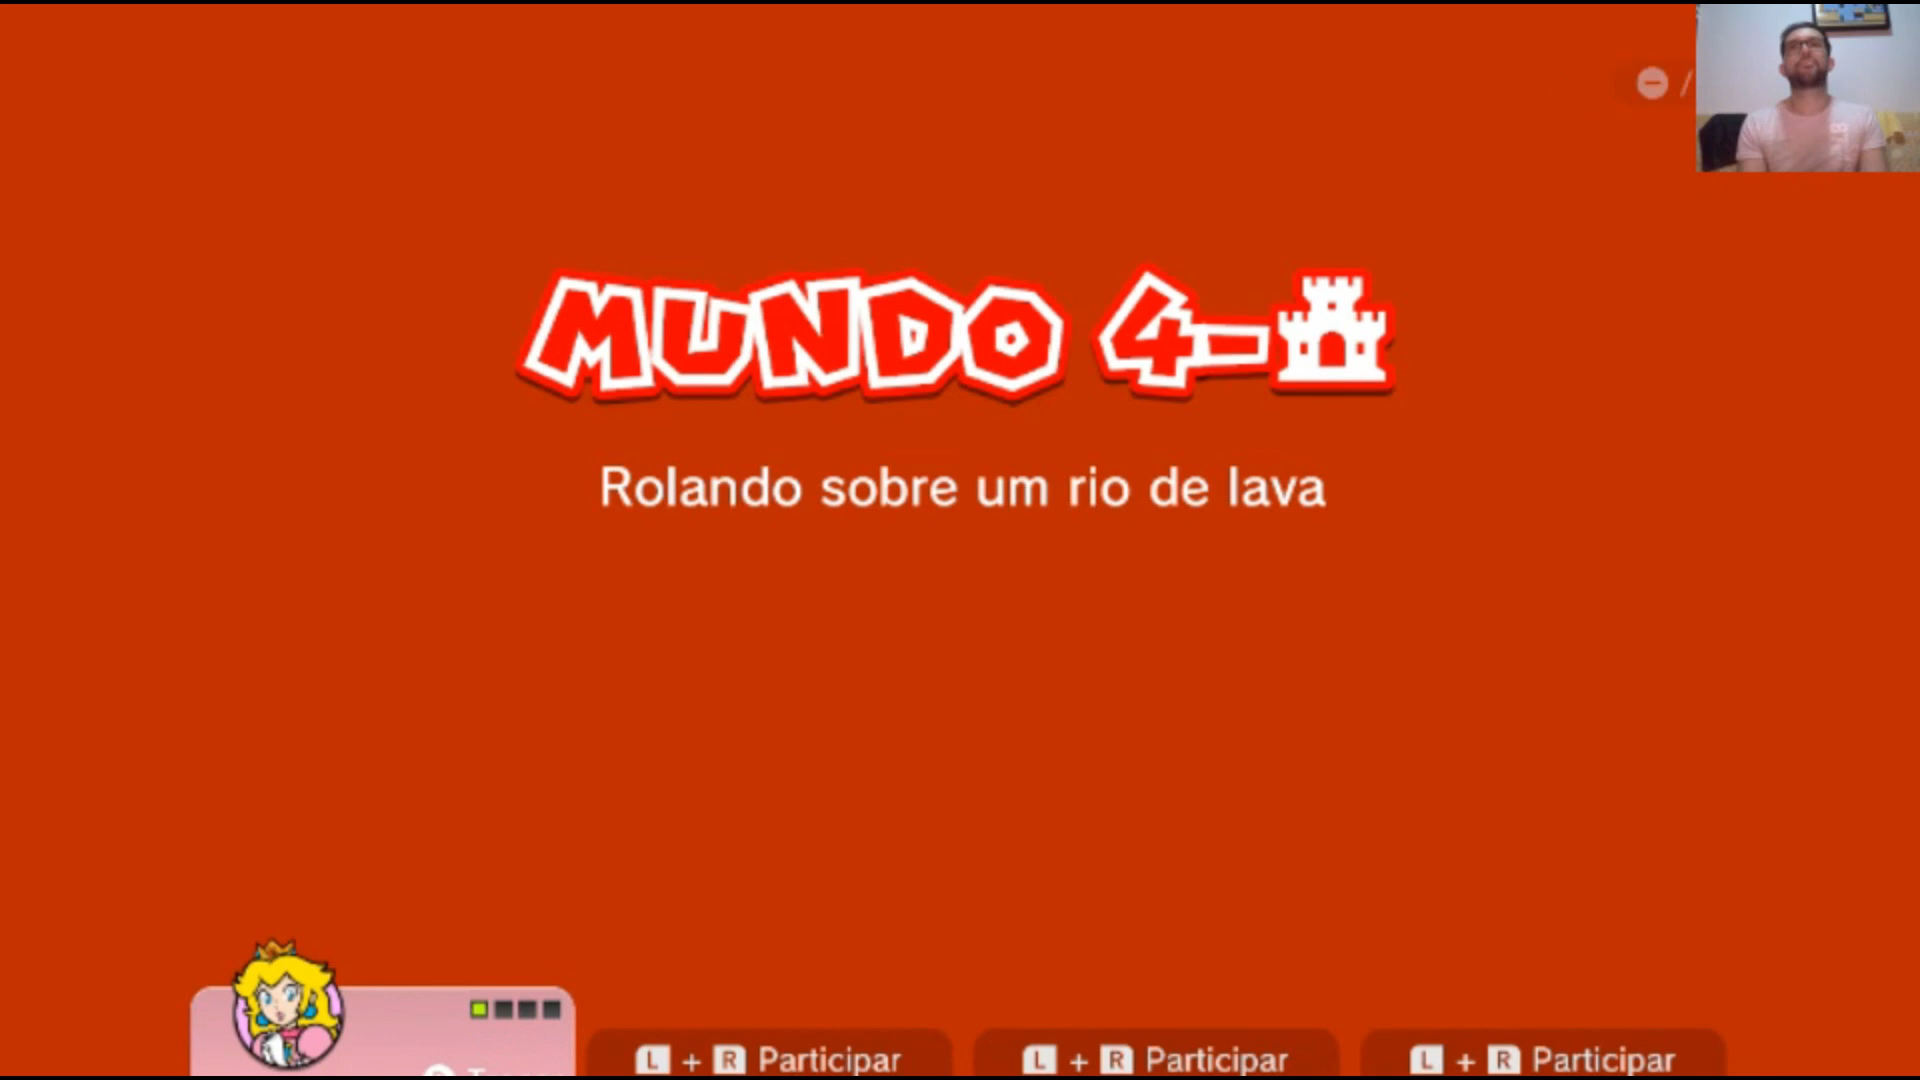 MUNDO 4-
Rolando sobre um rio de lava
L + R Participar
L + R Participar
L + R Participar